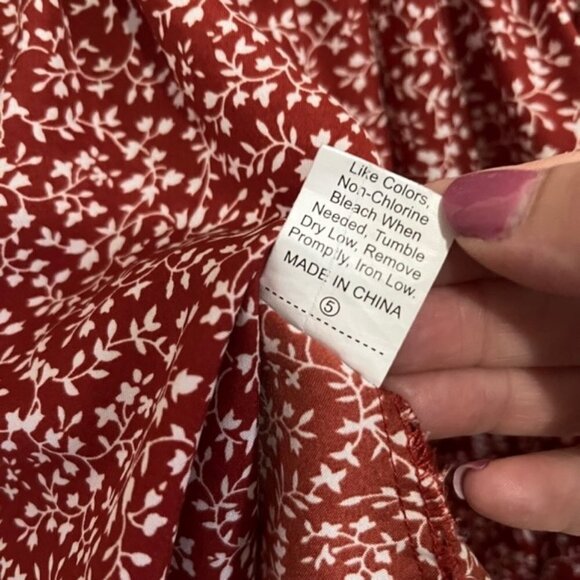 Like Colors,
Non-Chlorine
Bleach When
Needed, Tumble
Dry Low, Remove
Promptly, Iron Low.
MADE IN CHINA
⑤